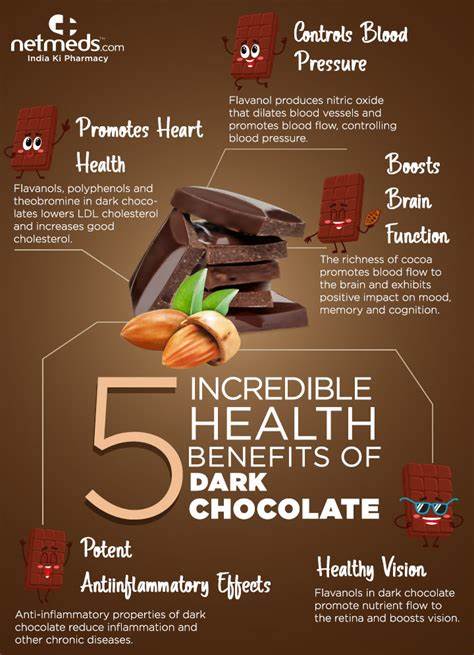 netmeds.com
India Ki Pharmacy
Controls Blood
Pressure
Flavanol produces nitric oxide
that dilates blood vessels and
promotes blood flow, controlling
blood pressure.
Promotes Heart
Health
Flavanols, polyphenols and
theobromine in dark choco-
lates lowers LDL cholesterol
and increases good
cholesterol.
Boosts
Brain
Function
The richness of cocoa
promotes blood flow to
the brain and exhibits
positive impact on mood,
memory and cognition.
5 INCREDIBLE
HEALTH
BENEFITS OF
DARK
CHOCOLATE
Potent
Antiinflammatory Effects
Anti-inflammatory properties of dark
chocolate reduce inflammation and
other chronic diseases.
Healthy Vision
Flavanols in dark chocolate
promote nutrient flow to
the retina and boosts vision.